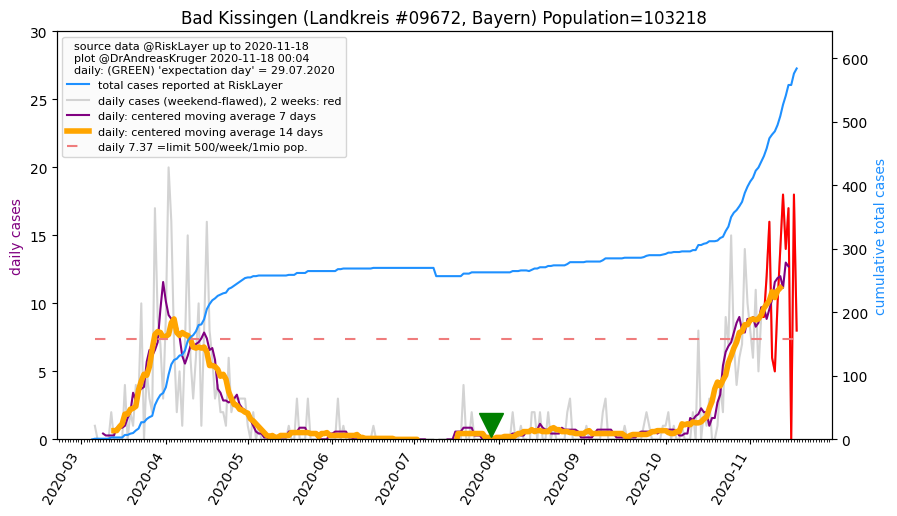 Bad Kissingen (Landkreis #09672, Bayern) Population=103218
source data @RiskLayer up to 2020-11-18
plot @DrAndreasKruger 2020-11-18 00:04
daily: (GREEN) 'expectation day' = 29.07.2020
total cases reported at RiskLayer
daily cases (weekend-flawed), 2 weeks: red
daily: centered moving average 7 days
daily: centered moving average 14 days
daily 7.37 =limit 500/week/1mio pop.
daily cases
30
25
20
15
10
5
0
cumulative total cases
600
500
400
300
200
100
0
2020-03
2020-04
2020-05
2020-06
2020-07
2020-08
2020-09
2020-10
2020-11